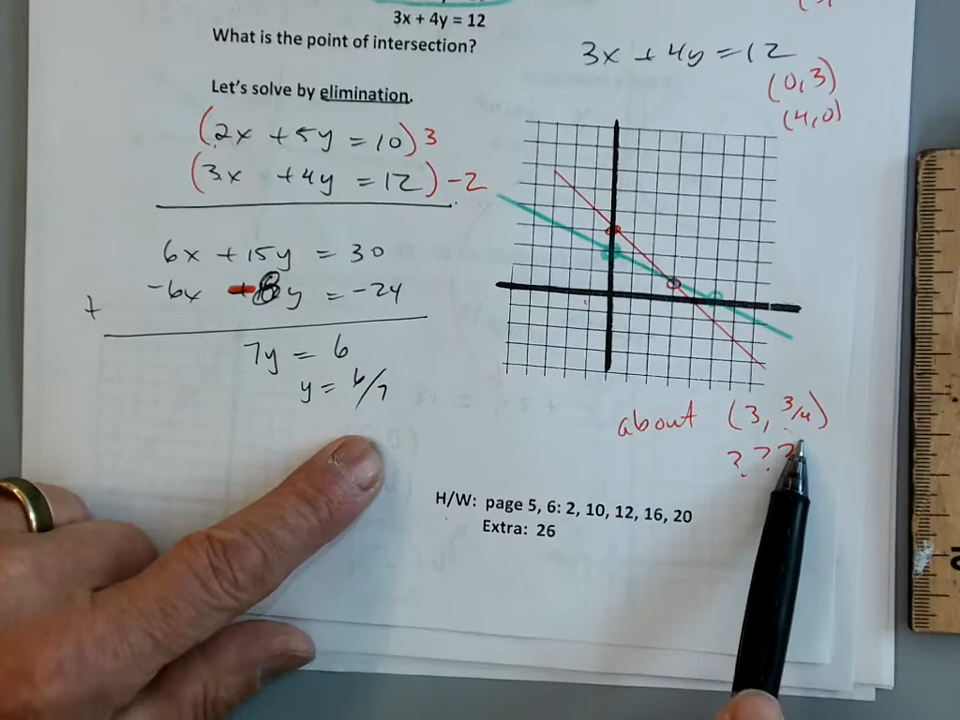 3x + 4y = 12
What is the point of intersection?
3x + 4y = 12
(0,3)
(4,0)
Let's solve by elimination.
(2x + 5y = 10) 3
(3x + 4y = 12) -2
6x + 15y = 30
+ -6x - 8y = -24
7y = 6
y = 6/7
about (3, 3/4)
? ? ?
H/W: page 5, 6: 2, 10, 12, 16, 20
Extra: 26